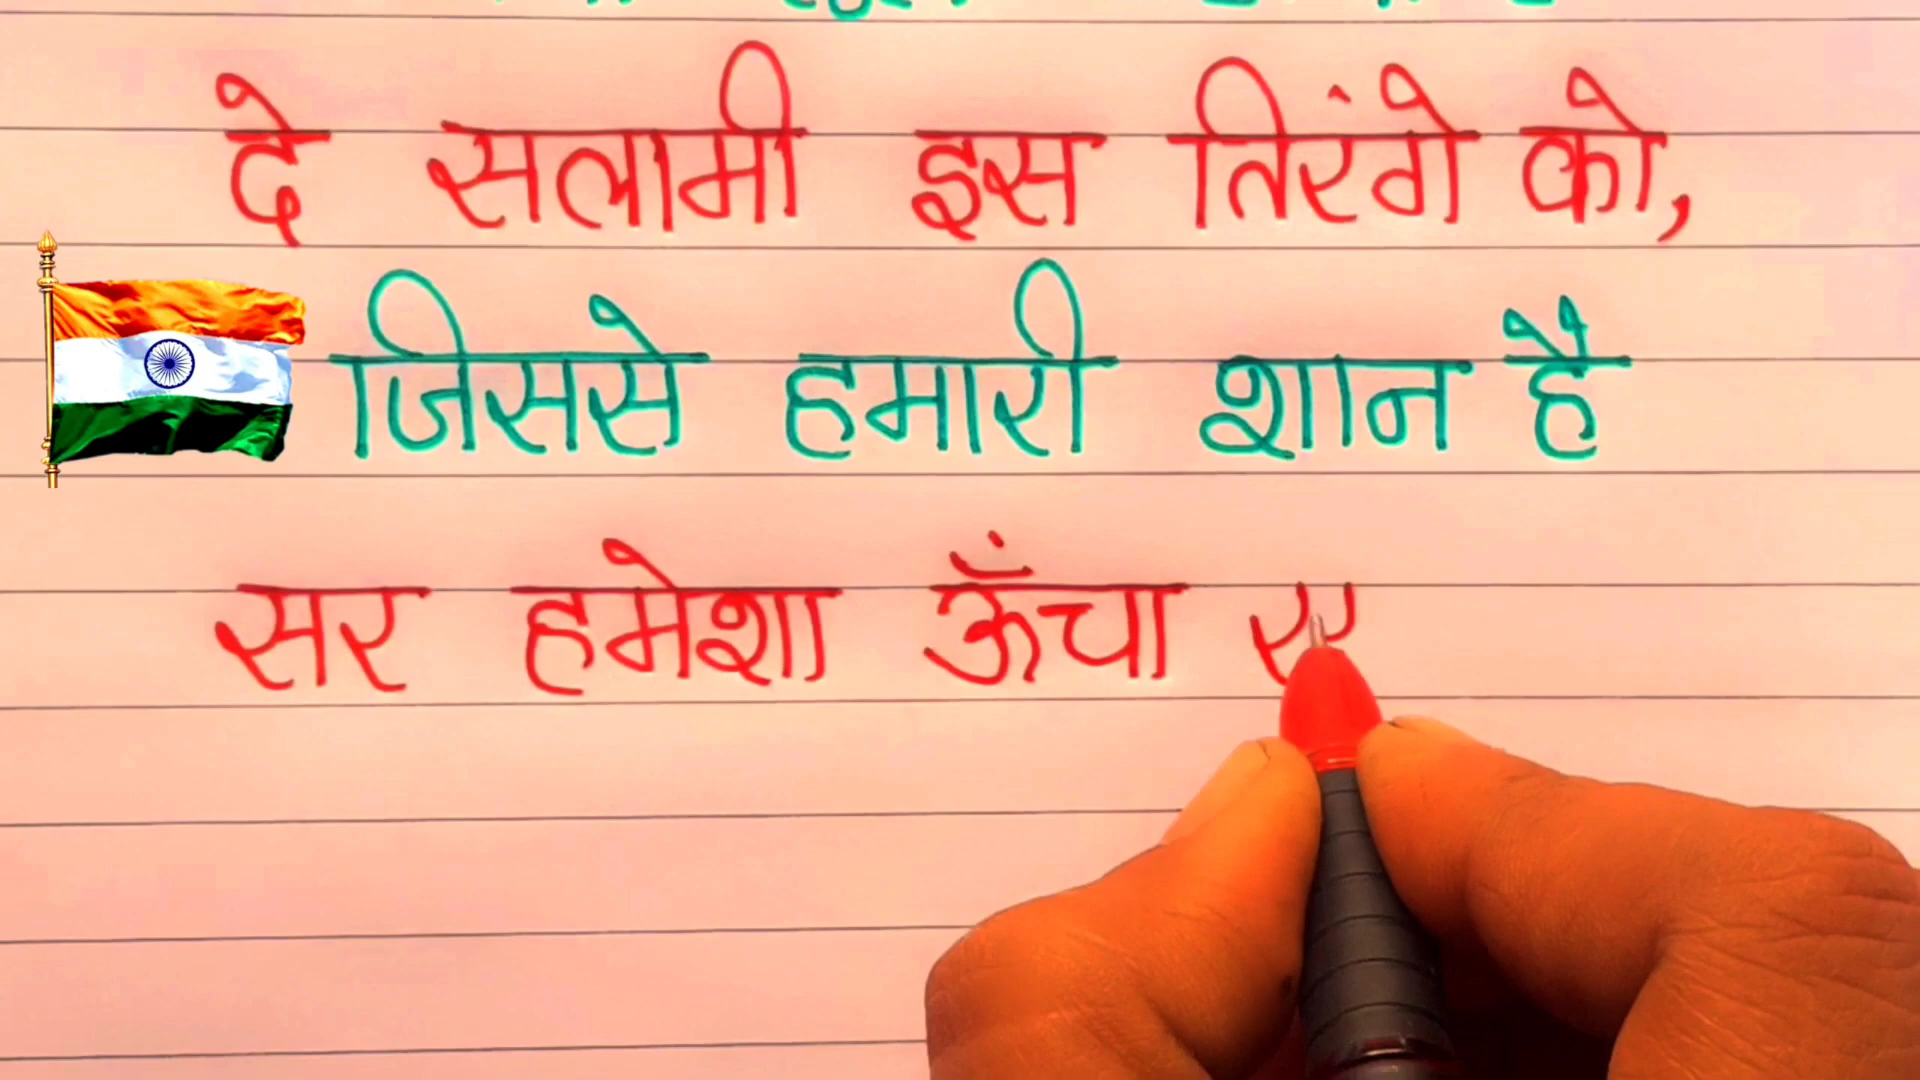 दे सलामी इस तिरंगे को,
जिससे हमारी शान है
सर हमेशा ऊँचा